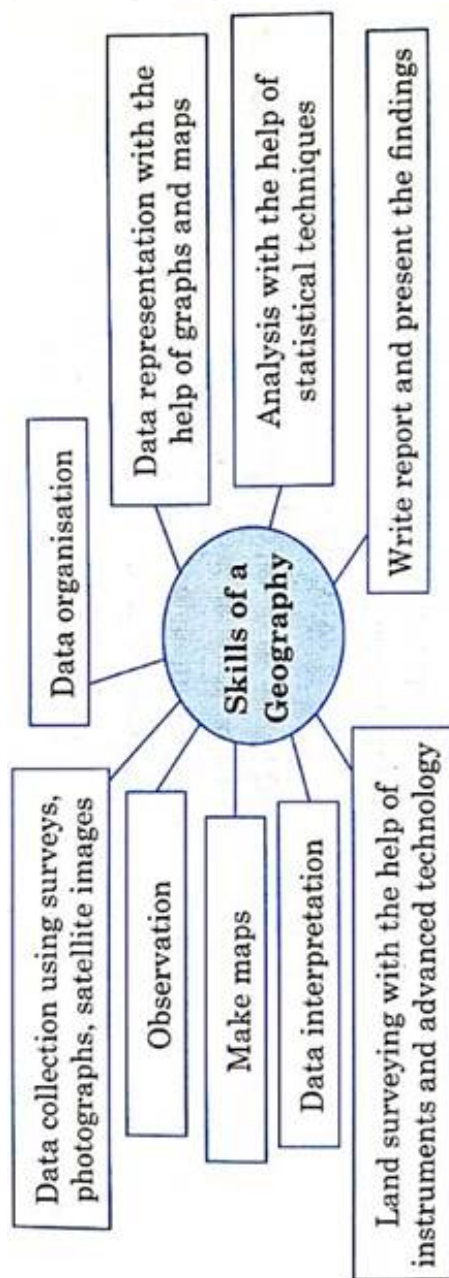 Data collection using surveys,
photographs, satellite images
Data organisation
Data representation with the
help of graphs and maps
Observation
Make maps
Skills of a
Geography
Analysis with the help of
statistical techniques
Data interpretation
Land surveying with the help of
instruments and advanced technology
Write report and present the findings